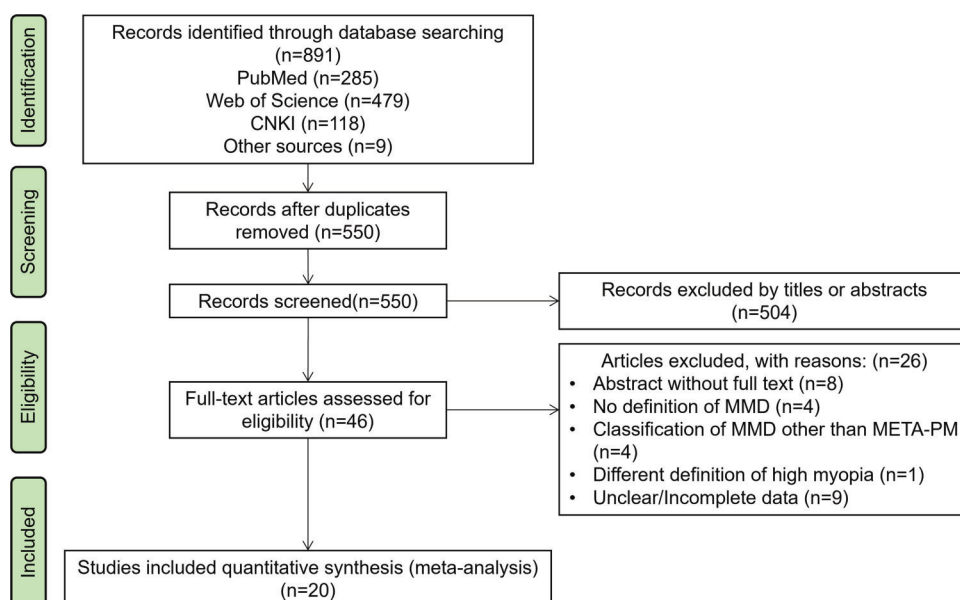 Identification
Records identified through database searching
(n=891)
PubMed (n=285)
Web of Science (n=479)
CNKI (n=118)
Other sources (n=9)
Screening
Records after duplicates
removed (n=550)
Records screened(n=550)
Records excluded by titles or abstracts
(n=504)
Eligibility
Full-text articles assessed for
eligibility (n=46)
Articles excluded, with reasons: (n=26)
• Abstract without full text (n=8)
• No definition of MMD (n=4)
• Classification of MMD other than META-PM
(n=4)
• Different definition of high myopia (n=1)
• Unclear/Incomplete data (n=9)
Included
Studies included quantitative synthesis (meta-analysis)
(n=20)